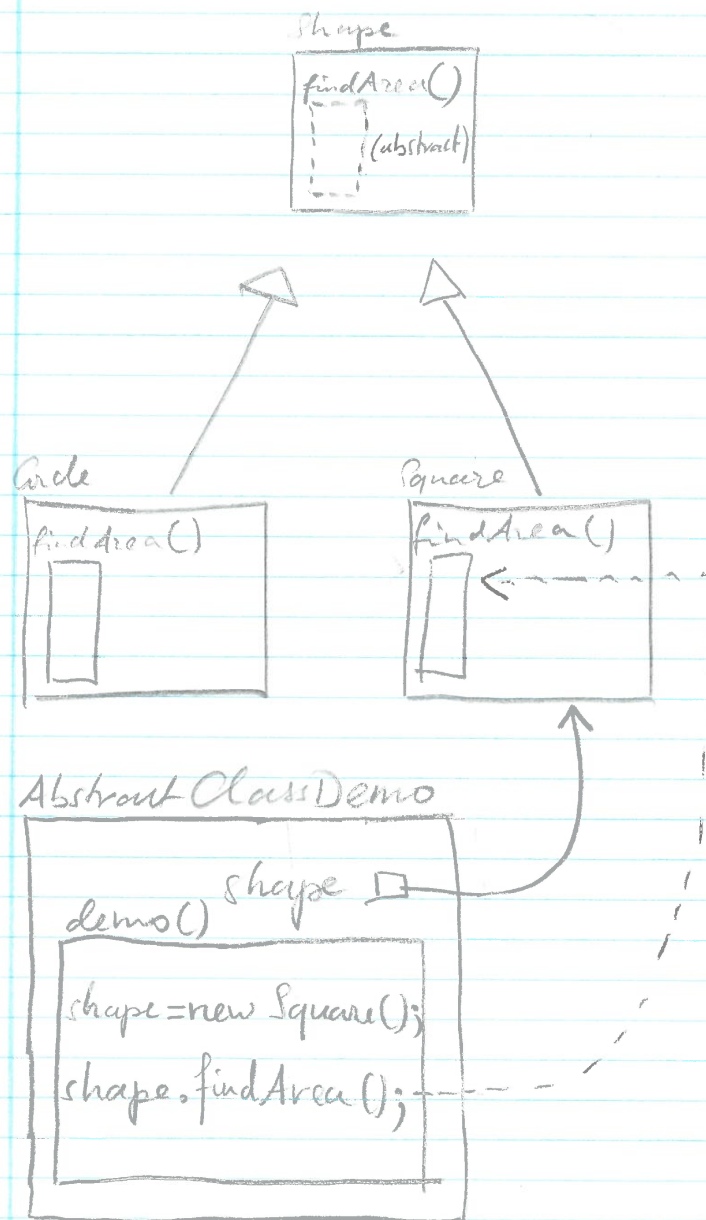 Shape
findArea()
(abstract)
Circle
Square
findArea()
findArea()
AbstractClassDemo
shape
demo()
shape=new Square();
shape.findArea();